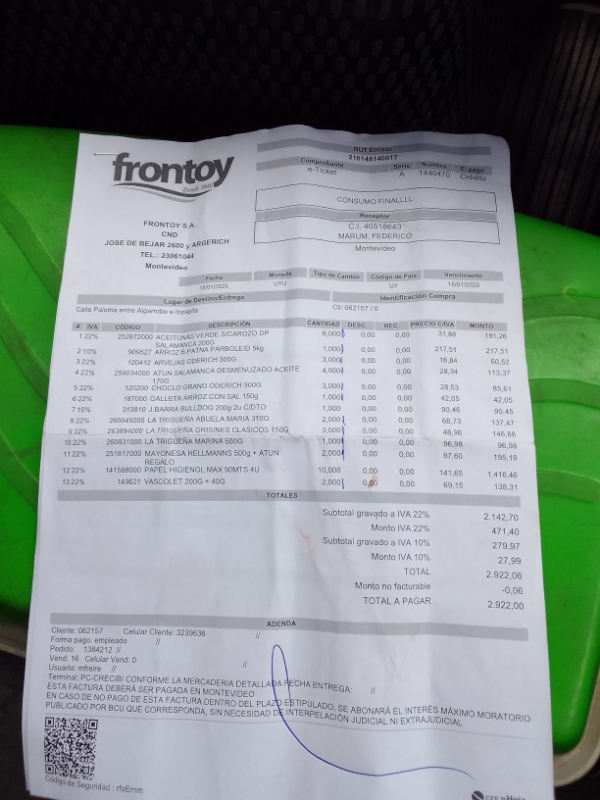 frontoy
Desde 1941
RUT Emisor
210148140017
Comprobante Serie Número F. pago
e-Ticket A 1440470 Crédito
CONSUMO FINALLLL
Receptor
C.I. 40518643
MARUM, FEDERICO
Montevideo
FRONTOY S.A.
CND
JOSE DE BEJAR 2600 y ARGERICH
TEL.: 23061044
Montevideo
Fecha Moneda Tipo de Cambio Código de País Vencimiento
15/01/2025 UYU UY 15/01/2025
Lugar de Destino/Entrega Identificación Compra
Calle Paloma entre Algarrobo e Ibirapita Cli: 062157 / 0
# IVA CÓDIGO DESCRIPCIÓN CANTIDAD DESC. REC. PRECIO C/IVA MONTO
1 22% 252672000 ACEITUNAS VERDE S/CAROZO DP SALAMANCA 200G 6,000 0,00 0,00 31,88 191,26
2 10% 909527 ARROZ B.PATNA PARBOLEID 5kg 1,000 0,00 0,00 217,51 217,51
3 22% 120412 ARVEJAS ODERICH 300G 3,000 0,00 0,00 16,84 50,52
4 22% 254034000 ATUN SALAMANCA DESMENUZADO ACEITE 170G 4,000 0,00 0,00 28,34 113,37
5 22% 120200 CHOCLO GRANO ODERICH 300G 3,000 0,00 0,00 28,53 85,61
6 22% 187000 GALLETA ARROZ CON SAL 150g 1,000 0,00 0,00 42,05 42,05
7 10% 313810 J.BARRA BULLDOG 200g 2U C/DTO 1,000 0,00 0,00 90,46 90,45
8 22% 260045000 LA TRIGUEÑA ABUELA MARIA 310G 2,000 0,00 0,00 68,73 137,47
9 22% 263894000 LA TRIGUEÑA GRISINES CLASICOS 150G 3,000 0,00 0,00 48,96 146,88
10 22% 260831000 LA TRIGUEÑA MARINA 500G 1,000 0,00 0,00 96,98 96,98
11 22% 251817000 MAYONESA HELLMANNS 500g + ATUN REGALO 2,000 0,00 0,00 97,60 195,19
12 22% 141588000 PAPEL HIGIENOL MAX 90MTS 4U 10,000 0,00 0,00 141,65 1.416,46
13 22% 149621 VASCOLET 200G + 40G 2,000 0,00 0,00 69,15 138,31
TOTALES
Subtotal gravado a IVA 22% 2.142,70
Monto IVA 22% 471,40
Subtotal gravado a IVA 10% 279,97
Monto IVA 10% 27,99
TOTAL 2.922,06
Monto no facturable -0,06
TOTAL A PAGAR 2.922,00
ADENDA
Cliente: 062157 Celular Cliente: 3239636 //
Forma pago: empleado //
Pedido: 1384212 //
Vend: 16 Celular Vend: 0 //
Usuario: mfreire //
Terminal: PC-CRECIBI CONFORME LA MERCADERIA DETALLADA FECHA ENTREGA: //
ESTA FACTURA DEBERÁ SER PAGADA EN MONTEVIDEO
EN CASO DE NO PAGO DE ESTA FACTURA DENTRO DEL PLAZO ESTIPULADO, SE ABONARÁ EL INTERÉS MÁXIMO MORATORIO
PUBLICADO POR BCU QUE CORRESPONDA, SIN NECESIDAD DE INTERPELACIÓN JUDICIAL NI EXTRAJUDICIAL
Código de Seguridad : rfoEmm